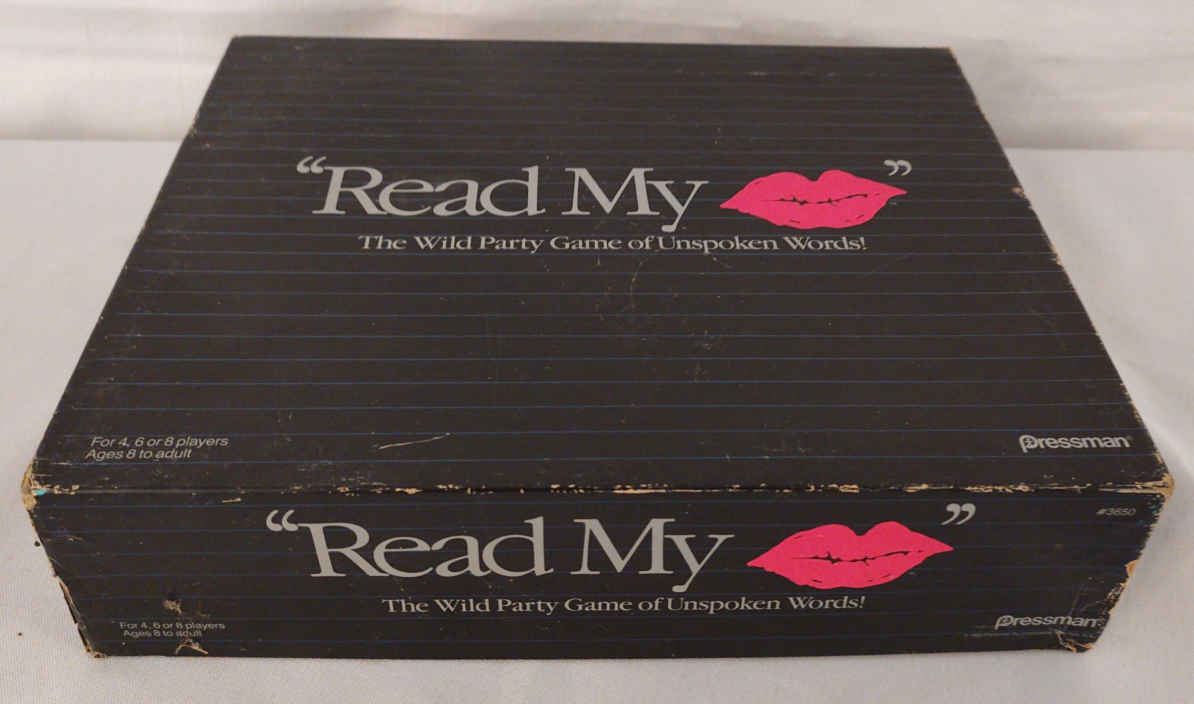 “Read My ”
The Wild Party Game of Unspoken Words!
For 4, 6 or 8 players
Ages 8 to adult
Pressman®
#3650
“Read My ”
The Wild Party Game of Unspoken Words!
For 4, 6 or 8 players
Ages 8 to adult
Pressman®